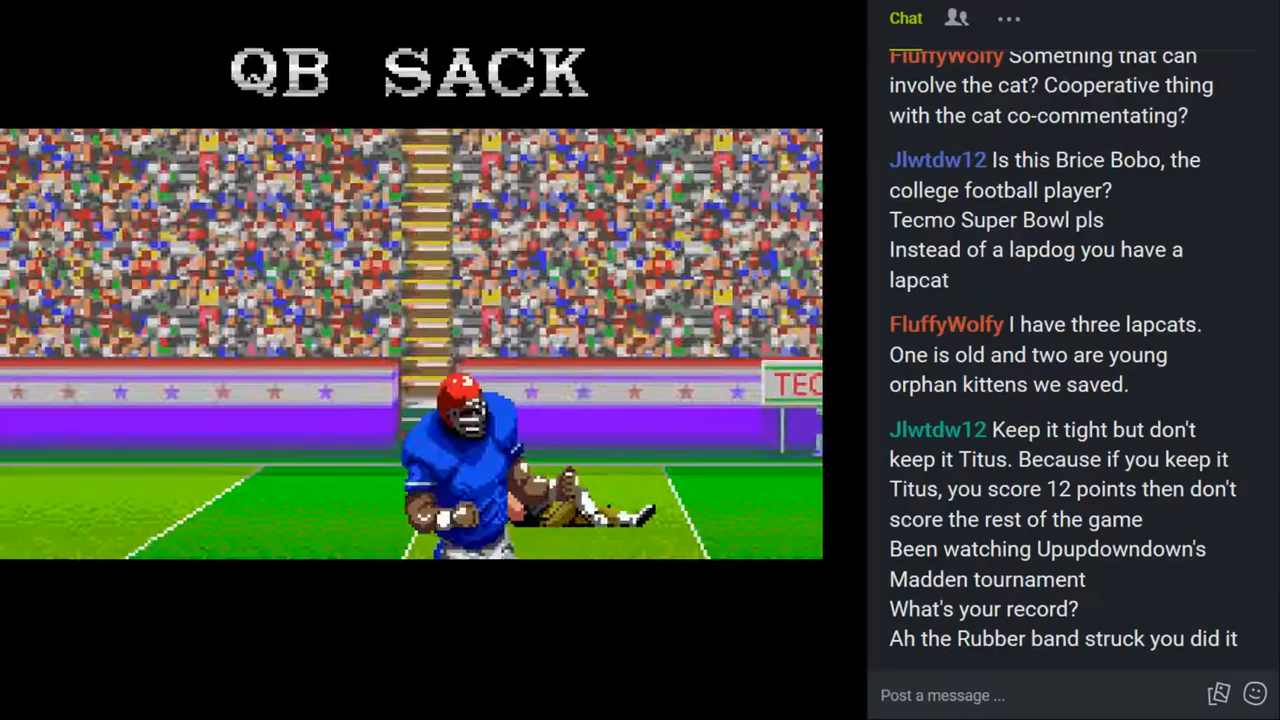 QB SACK
TEC
Chat
FluffyWolfy Something that can
involve the cat? Cooperative thing
with the cat co-commentating?
Jlwtdw12 Is this Brice Bobo, the
college football player?
Tecmo Super Bowl pls
Instead of a lapdog you have a
lapcat
FluffyWolfy I have three lapcats.
One is old and two are young
orphan kittens we saved.
Jlwtdw12 Keep it tight but don't
keep it Titus. Because if you keep it
Titus, you score 12 points then don't
score the rest of the game
Been watching Upupdowndown's
Madden tournament
What's your record?
Ah the Rubber band struck you did it
Post a message ...